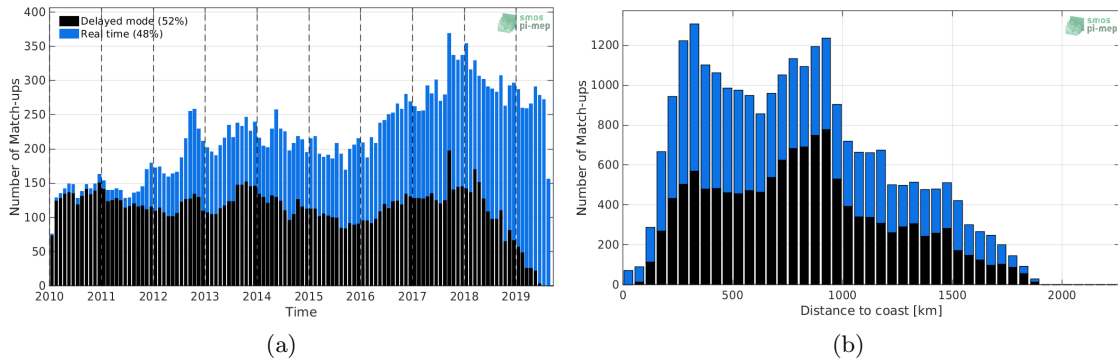 Delayed mode (52%)
Real time (48%)
smos
pi-mep
Number of Match-ups
400
350
300
250
200
150
100
50
0
2010 2011 2012 2013 2014 2015 2016 2017 2018 2019
Time
(a)
smos
pi-mep
Number of Match-ups
1200
1000
800
600
400
200
0
0 500 1000 1500 2000
Distance to coast [km]
(b)